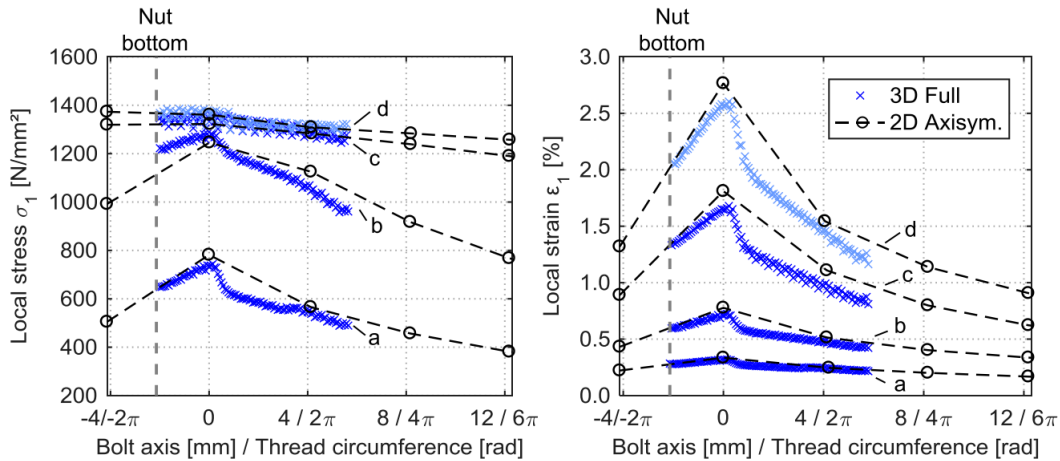 Nut
bottom
1600
1400
1200
1000
800
600
400
200
Local stress σ₁ [N/mm²]
d
c
b
a
-4/-2π
0
4 / 2π
8 / 4π
12 / 6π
Bolt axis [mm] / Thread circumference [rad]
Nut
bottom
3.0
2.5
2.0
1.5
1.0
0.5
0.0
Local strain ε₁ [%]
3D Full
2D Axisym.
d
c
b
a
-4/-2π
0
4 / 2π
8 / 4π
12 / 6π
Bolt axis [mm] / Thread circumference [rad]